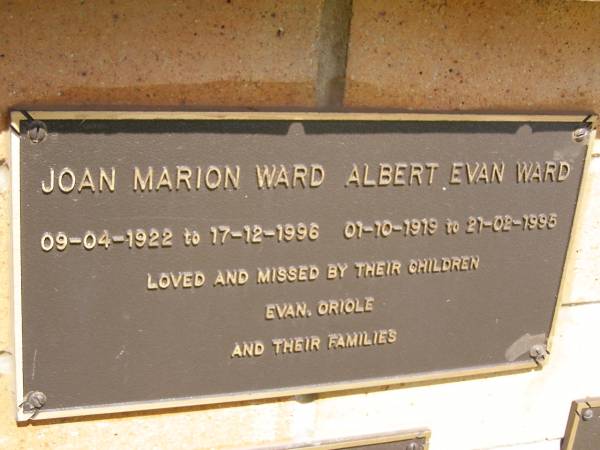 JOAN MARION WARD ALBERT EVAN WARD
09-04-1922 to 17-12-1996 01-10-1919 to 21-02-1995
LOVED AND MISSED BY THEIR CHILDREN
EVAN, ORIOLE
AND THEIR FAMILIES